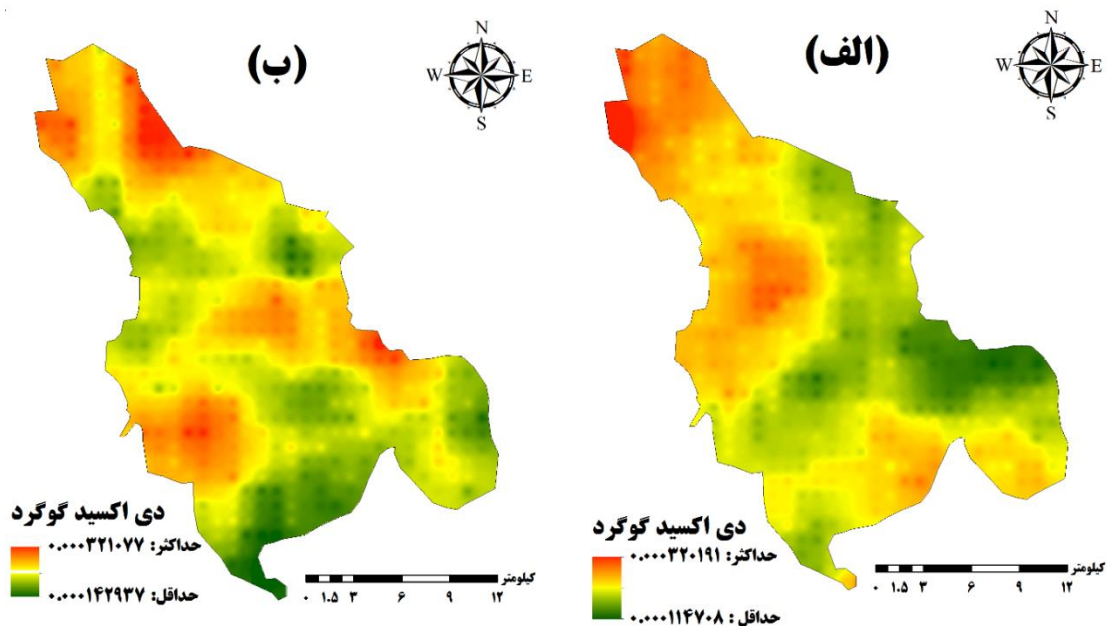 (الف)
N
W E
S
دی اکسید گوگرد
حداکثر: ۰.۰۰۰۳۲۰۱۹۱
حداقل : ۰.۰۰۰۱۱۴۷۰۸
کیلومتر
۰ ۱.۵ ۳ ۶ ۹ ۱۲
(ب)
N
W E
S
دی اکسید گوگرد
حداکثر: ۰.۰۰۰۳۲۱۰۷۷
حداقل: ۰.۰۰۰۱۴۲۹۳۷
کیلومتر
۰ ۱.۵ ۳ ۶ ۹ ۱۲